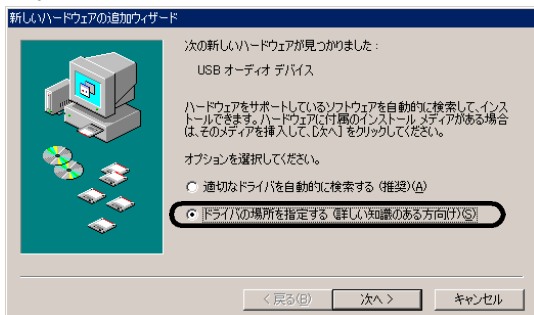 新しいハードウェアの追加ウィザード
次の新しいハードウェアが見つかりました :
USB オーディオ デバイス
ハードウェアをサポートしているソフトウェアを自動的に検索して、インス
トールできます。ハードウェアに付属のインストール メディアがある場合
は、そのメディアを挿入して、[次へ] をクリックしてください。
オプションを選択してください。
適切なドライバを自動的に検索する (推奨)(A)
ドライバの場所を指定する (詳しい知識のある方向け)(S)
< 戻る(B)
次へ >
キャンセル